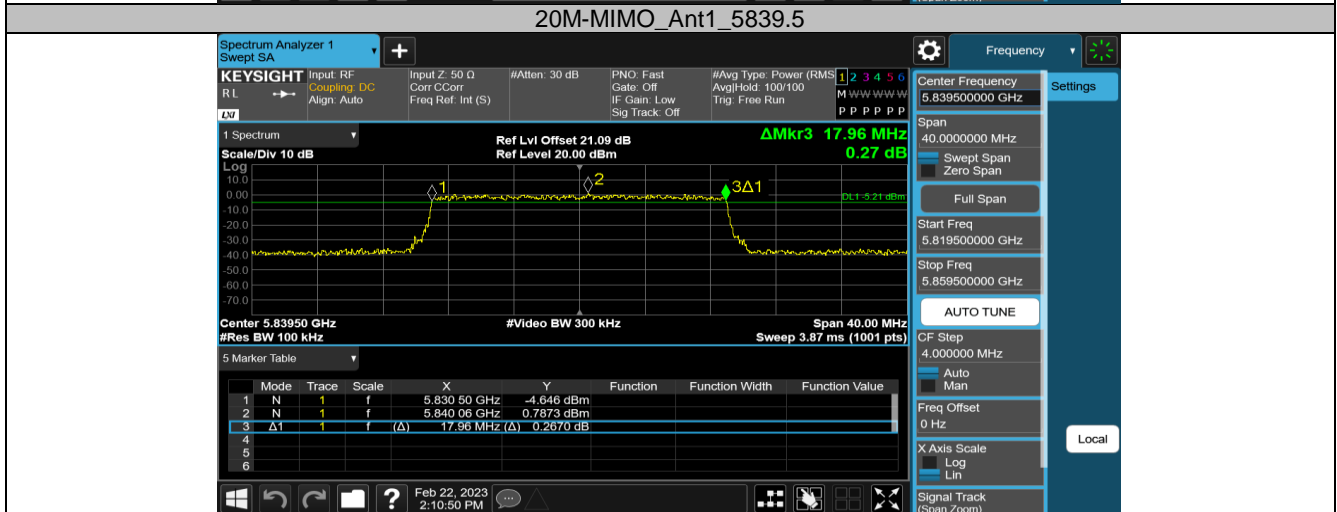 (Span Zoom)
20M-MIMO_Ant1_5839.5
Spectrum Analyzer 1
Swept SA
Frequency
KEYSIGHT
R L
LXI
Input: RF
Coupling: DC
Align: Auto
Input Z: 50 Ω
Corr CCorr
Freq Ref: Int (S)
#Atten: 30 dB
PNO: Fast
Gate: Off
IF Gain: Low
Sig Track: Off
#Avg Type: Power (RMS
Avg|Hold: 100/100
Trig: Free Run
1 2 3 4 5 6
M W W W W W
P P P P P P
Center Frequency
5.839500000 GHz
Settings
Span
40.0000000 MHz
Swept Span
Zero Span
Full Span
Start Freq
5.819500000 GHz
Stop Freq
5.859500000 GHz
AUTO TUNE
CF Step
4.000000 MHz
Auto
Man
Freq Offset
0 Hz
X Axis Scale
Log
Lin
Signal Track
(Span Zoom)
Local
1 Spectrum
Scale/Div 10 dB
Ref Lvl Offset 21.09 dB
Ref Level 20.00 dBm
ΔMkr3 17.96 MHz
0.27 dB
Log
10.0
0.00
-10.0
-20.0
-30.0
-40.0
-50.0
-60.0
-70.0
1
2
3Δ1
DL1 -5.21 dBm
Center 5.83950 GHz
#Video BW 300 kHz
Span 40.00 MHz
#Res BW 100 kHz
Sweep 3.87 ms (1001 pts)
5 Marker Table
Mode Trace Scale X Y Function Function Width Function Value
1 N 1 f 5.830 50 GHz -4.646 dBm
2 N 1 f 5.840 06 GHz 0.7873 dBm
3 Δ1 1 f (Δ) 17.96 MHz (Δ) 0.2670 dB
4
5
6
?
Feb 22, 2023
2:10:50 PM